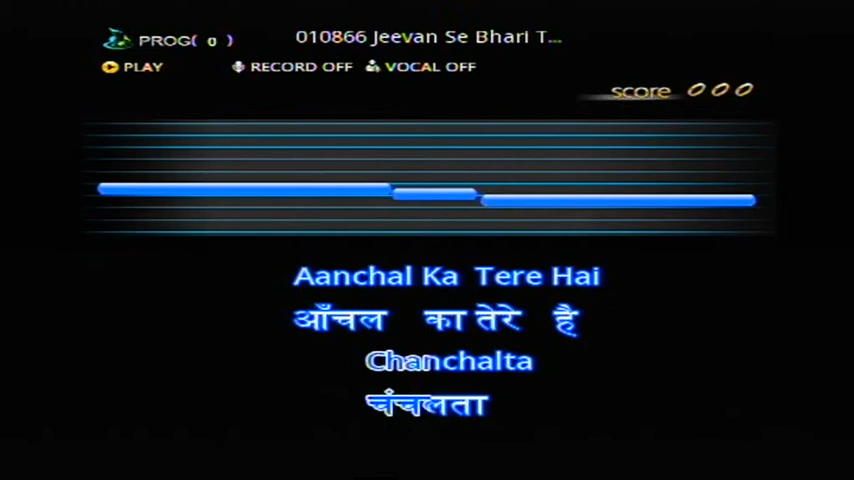 PROG( 0 ) 010866 Jeevan Se Bhari T...
PLAY RECORD OFF VOCAL OFF
score 000
Aanchal Ka Tere Hai
आँचल का तेरे है
Chanchalta
चंचलता